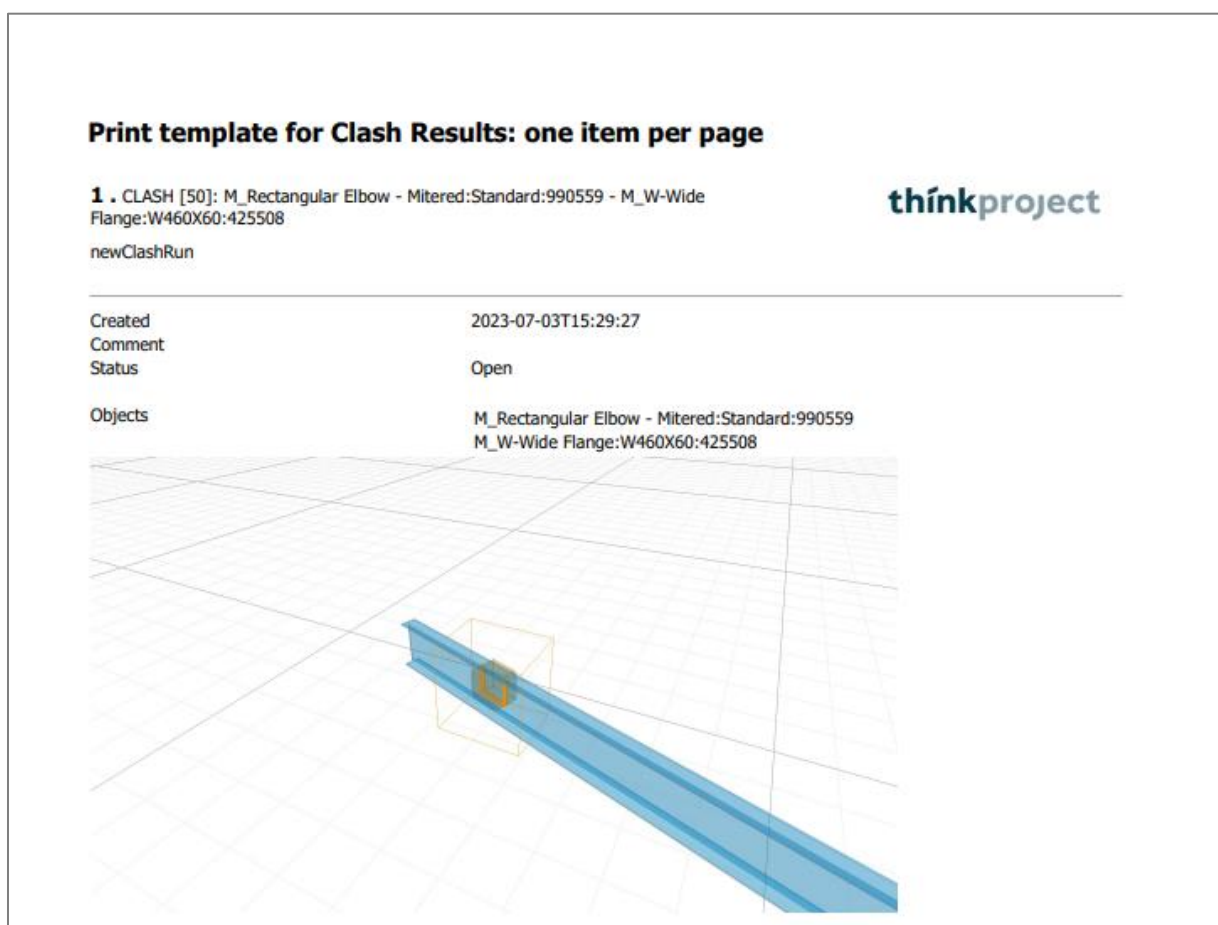 Print template for Clash Results: one item per page
1 . CLASH [50]: M_Rectangular Elbow - Mitered:Standard:990559 - M_W-Wide
Flange:W460X60:425508
thínkproject
newClashRun
Created 2023-07-03T15:29:27
Comment
Status Open
Objects M_Rectangular Elbow - Mitered:Standard:990559
M_W-Wide Flange:W460X60:425508